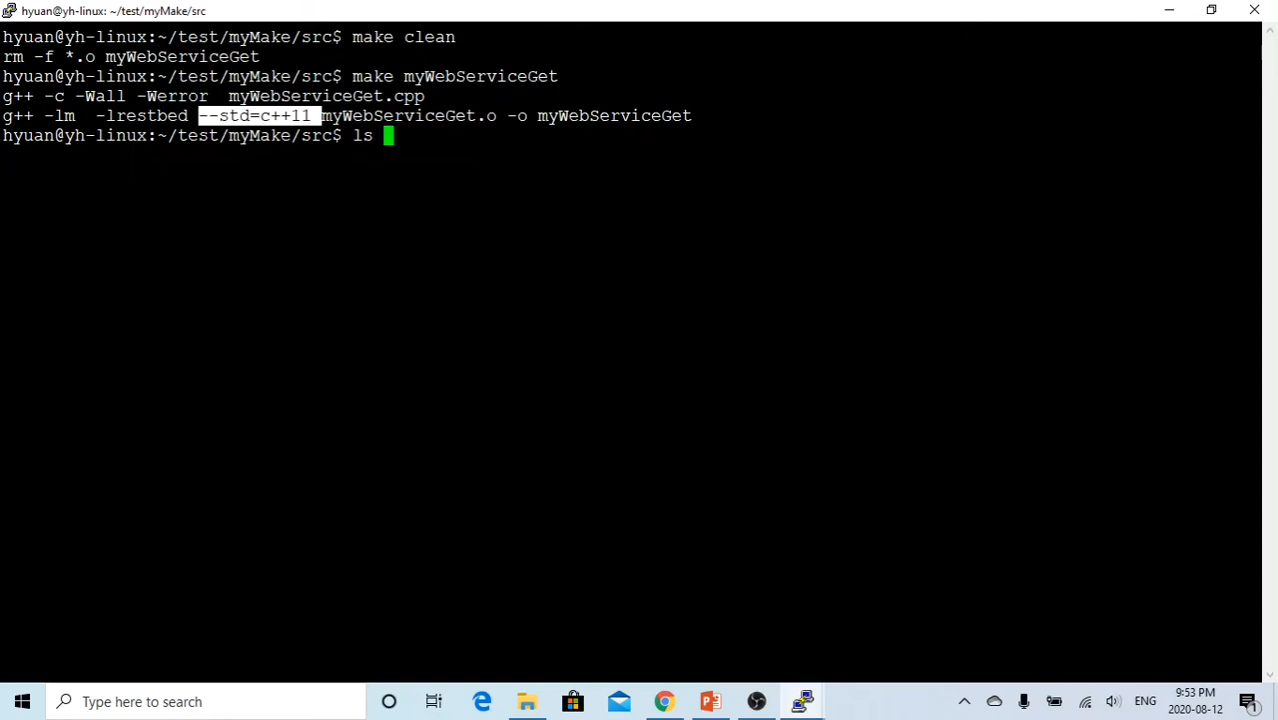 hyuan@yh-linux: ~/test/myMake/src
hyuan@yh-linux:~/test/myMake/src$ make clean
rm -f *.o myWebServiceGet
hyuan@yh-linux:~/test/myMake/src$ make myWebServiceGet
g++ -c -Wall -Werror  myWebServiceGet.cpp
g++ -lm  -lrestbed --std=c++11 myWebServiceGet.o -o myWebServiceGet
hyuan@yh-linux:~/test/myMake/src$ ls
Type here to search
ENG
9:53 PM
2020-08-12
1